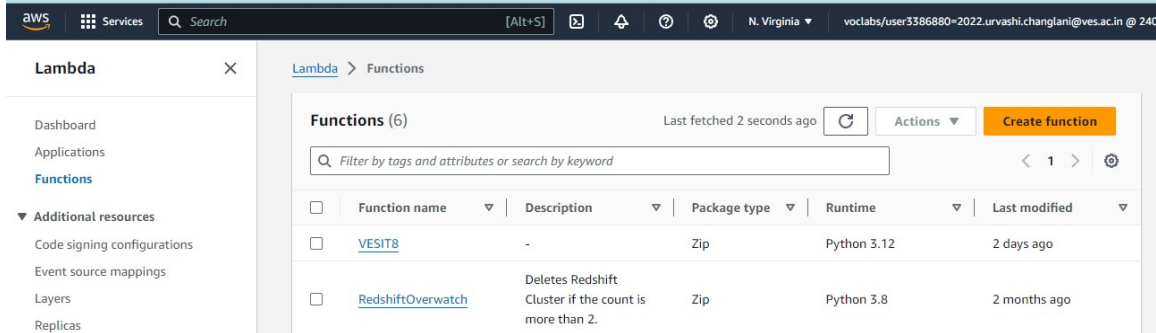 aws Services Search [Alt+S] N. Virginia voclabs/user3386880=2022.urvashi.changlani@ves.ac.in @ 240
Lambda
Lambda > Functions
Dashboard
Applications
Functions
Additional resources
Code signing configurations
Event source mappings
Layers
Replicas
Functions (6) Last fetched 2 seconds ago Actions Create function
Filter by tags and attributes or search by keyword 1
Function name Description Package type Runtime Last modified
VESIT8 - Zip Python 3.12 2 days ago
RedshiftOverwatch Deletes Redshift
Cluster if the count is
more than 2. Zip Python 3.8 2 months ago